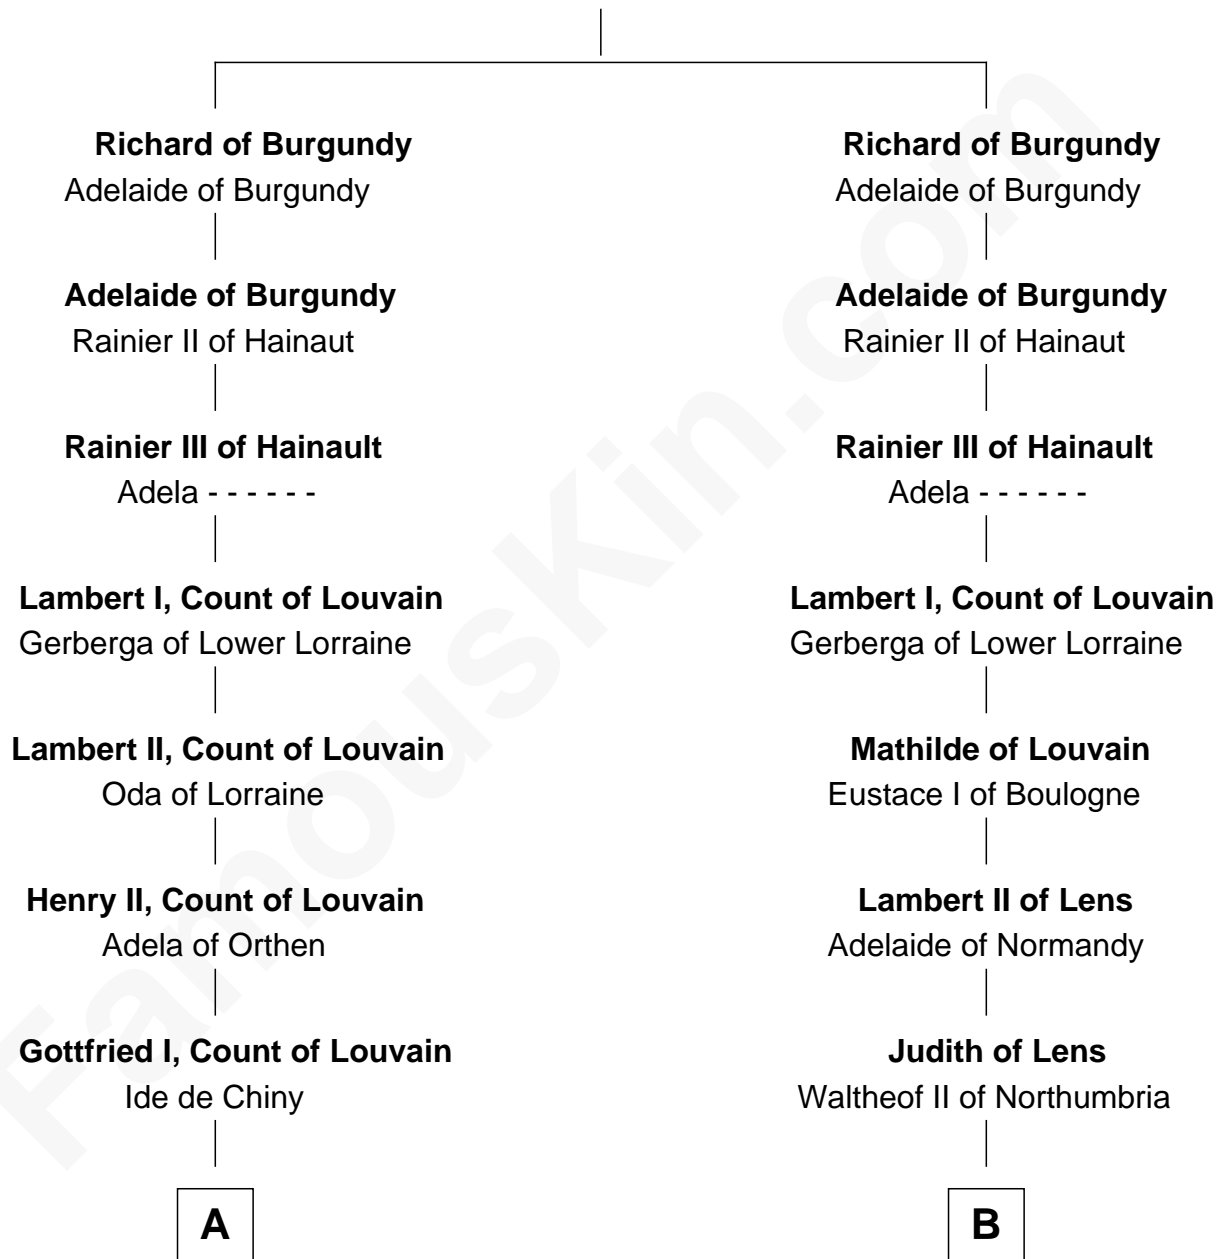 Richard of Burgundy
Adelaide of Burgundy
Adelaide of Burgundy
Rainier II of Hainaut
Rainier III of Hainault
Adela - - - - - -
Lambert I, Count of Louvain
Gerberga of Lower Lorraine
Lambert II, Count of Louvain
Oda of Lorraine
Henry II, Count of Louvain
Adela of Orthen
Gottfried I, Count of Louvain
Ide de Chiny
A
Richard of Burgundy
Adelaide of Burgundy
Adelaide of Burgundy
Rainier II of Hainaut
Rainier III of Hainault
Adela - - - - - -
Lambert I, Count of Louvain
Gerberga of Lower Lorraine
Mathilde of Louvain
Eustace I of Boulogne
Lambert II of Lens
Adelaide of Normandy
Judith of Lens
Waltheof II of Northumbria
B
FamousKin.com